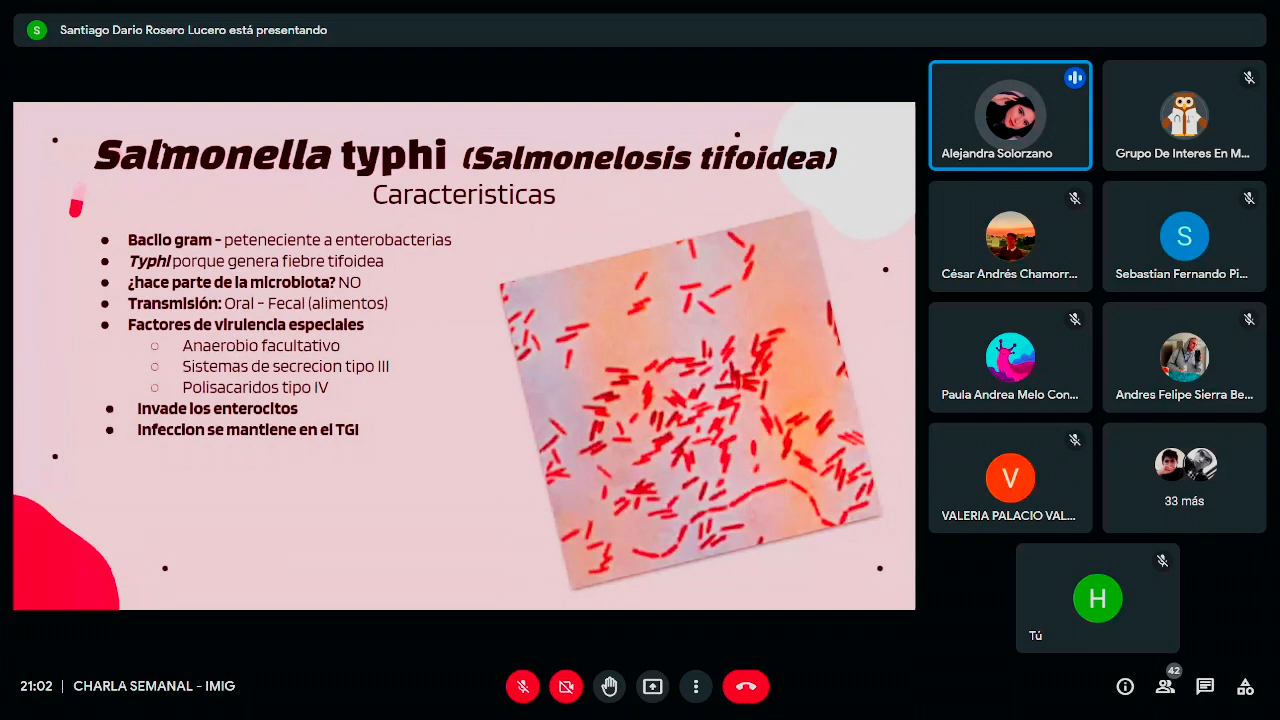 S Santiago Dario Rosero Lucero está presentando
Salmonella typhi (Salmonelosis tifoidea)
Caracteristicas
● Bacilo gram - peteneciente a enterobacterias
● Typhi porque genera fiebre tifoidea
● ¿hace parte de la microbiota? NO
● Transmisión: Oral - Fecal (alimentos)
● Factores de virulencia especiales
○ Anaerobio facultativo
○ Sistemas de secrecion tipo III
○ Polisacaridos tipo IV
● Invade los enterocitos
● Infeccion se mantiene en el TGI
Alejandra Solorzano
Grupo De Interes En M...
César Andrés Chamorr...
S
Sebastian Fernando Pi...
Paula Andrea Melo Con...
Andres Felipe Sierra Be...
V
VALERIA PALACIO VAL...
33 más
H
Tú
21:02 | CHARLA SEMANAL - IMIG
42